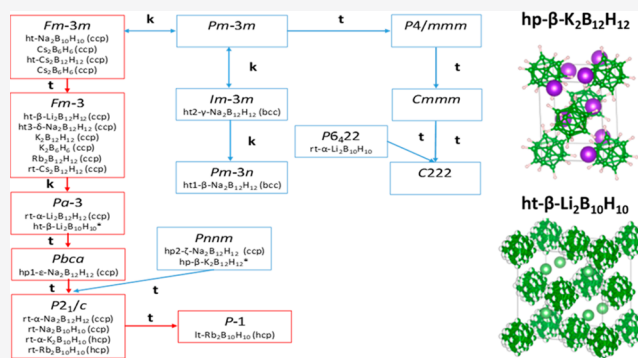 Fm-3m
ht-Na₂B₁₀H₁₀ (ccp)
Cs₂B₆H₆ (ccp)
ht-Cs₂B₁₂H₁₂ (ccp)
Cs₂B₆H₆ (ccp)
k
Pm-3m
t
P4/mmm
hp-β-K₂B₁₂H₁₂
t
k
t
Fm-3
ht-β-Li₂B₁₂H₁₂ (ccp)
ht3-δ-Na₂B₁₂H₁₂ (ccp)
K₂B₁₂H₁₂ (ccp)
K₂B₆H₆ (ccp)
Rb₂B₁₂H₁₂ (ccp)
rt-Cs₂B₁₂H₁₂ (ccp)
Im-3m
ht2-γ-Na₂B₁₂H₁₂ (bcc)
Cmmm
k
P6₄22
rt-α-Li₂B₁₀H₁₀
t
t
k
Pm-3n
ht1-β-Na₂B₁₂H₁₂ (bcc)
C222
Pa-3
rt-α-Li₂B₁₂H₁₂ (ccp)
ht-β-Li₂B₁₀H₁₀*
ht-β-Li₂B₁₀H₁₀
t
Pbca
hp1-ε-Na₂B₁₂H₁₂ (ccp)
Pnnm
hp2-ζ-Na₂B₁₂H₁₂ (ccp)
hp-β-K₂B₁₂H₁₂*
t
t
P2₁/c
rt-α-Na₂B₁₂H₁₂ (ccp)
rt-Na₂B₁₀H₁₀ (ccp)
rt-α-K₂B₁₀H₁₀ (hcp)
rt-Rb₂B₁₀H₁₀ (hcp)
t
P-1
lt-Rb₂B₁₀H₁₀ (hcp)